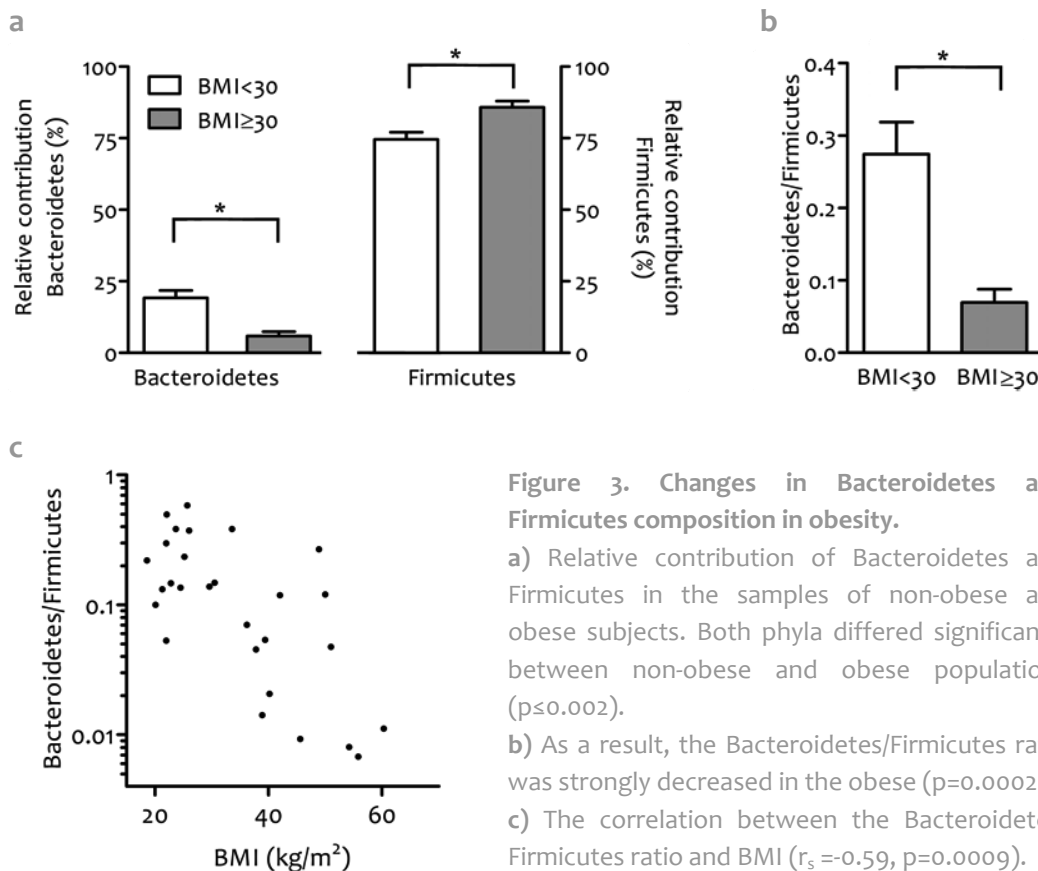 a
b
100
75
50
25
0
Relative contribution
Bacteroidetes (%)
BMI<30
BMI≥30
*
*
Bacteroidetes
Firmicutes
100
75
50
25
0
Relative contribution
Firmicutes (%)
0.4
0.3
0.2
0.1
0.0
Bacteroidetes/Firmicutes
*
BMI<30 BMI≥30
c
1
0.1
0.01
Bacteroidetes/Firmicutes
20 40 60
BMI (kg/m²)
Figure 3. Changes in Bacteroidetes a
Firmicutes composition in obesity.
a) Relative contribution of Bacteroidetes a
Firmicutes in the samples of non-obese a
obese subjects. Both phyla differed significan
between non-obese and obese populatio
(p≤0.002).
b) As a result, the Bacteroidetes/Firmicutes ra
was strongly decreased in the obese (p=0.0002
c) The correlation between the Bacteroidet
Firmicutes ratio and BMI (rₛ =-0.59, p=0.0009).